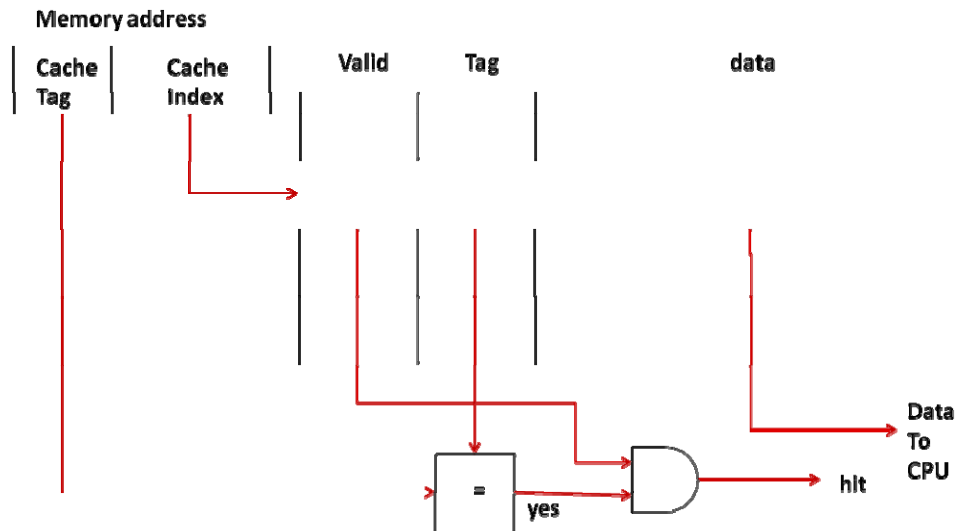 Memory address
Cache
Tag
Cache
Index
Valid
Tag
data
Data
To
CPU
=
yes
hit